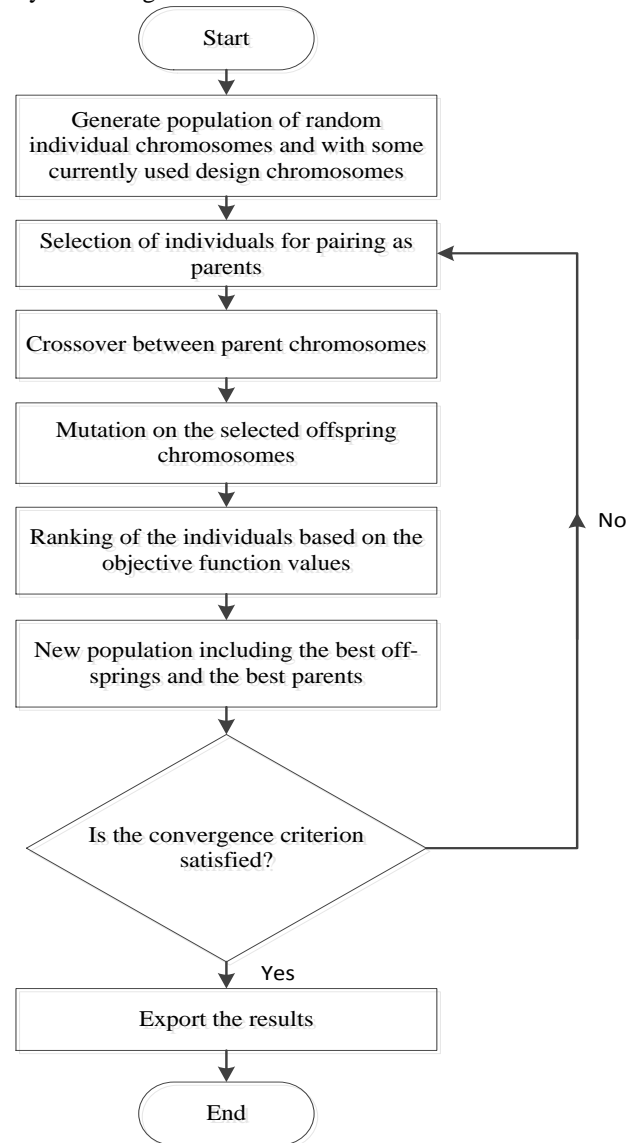 Start
Generate population of random
individual chromosomes and with some
currently used design chromosomes
Selection of individuals for pairing as
parents
Crossover between parent chromosomes
Mutation on the selected offspring
chromosomes
Ranking of the individuals based on the
objective function values
New population including the best off-
springs and the best parents
Is the convergence criterion
satisfied?
No
Yes
Export the results
End